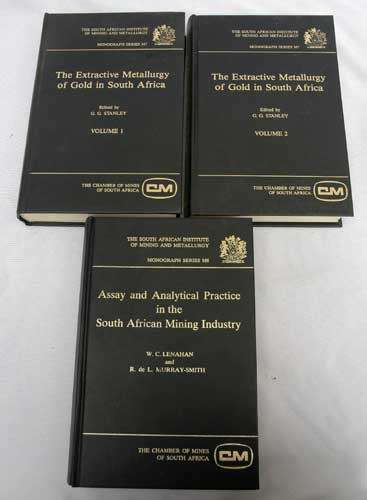 THE SOUTH AFRICAN INSTITUTE
OF MINING AND METALLURGY
MONOGRAPH SERIES M7
The Extractive Metallurgy
of Gold in South Africa
Edited by
G. G. STANLEY
VOLUME 1
THE CHAMBER OF MINES
OF SOUTH AFRICA
CM
THE SOUTH AFRICAN INSTITUTE
OF MINING AND METALLURGY
MONOGRAPH SERIES M7
The Extractive Metallurgy
of Gold in South Africa
Edited by
G. G. STANLEY
VOLUME 2
THE CHAMBER OF MINES
OF SOUTH AFRICA
CM
THE SOUTH AFRICAN INSTITUTE
OF MINING AND METALLURGY
MONOGRAPH SERIES M8
Assay and Analytical Practice
in the
South African Mining Industry
W. C. LENAHAN
and
R. de L. MURRAY-SMITH
THE CHAMBER OF MINES
OF SOUTH AFRICA
CM